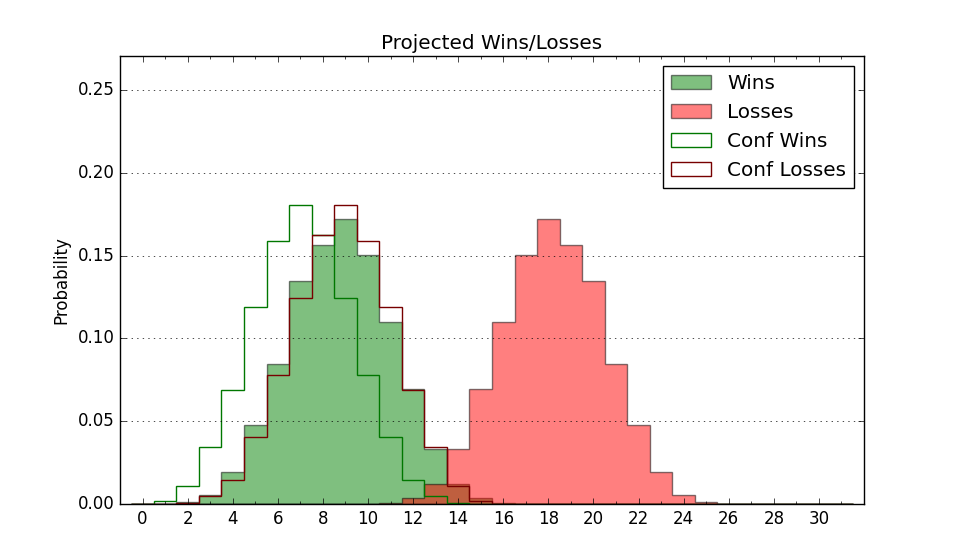 Projected Wins/Losses
Wins
Losses
Conf Wins
Conf Losses
Probability
0.25
0.20
0.15
0.10
0.05
0.00
0 2 4 6 8 10 12 14 16 18 20 22 24 26 28 30